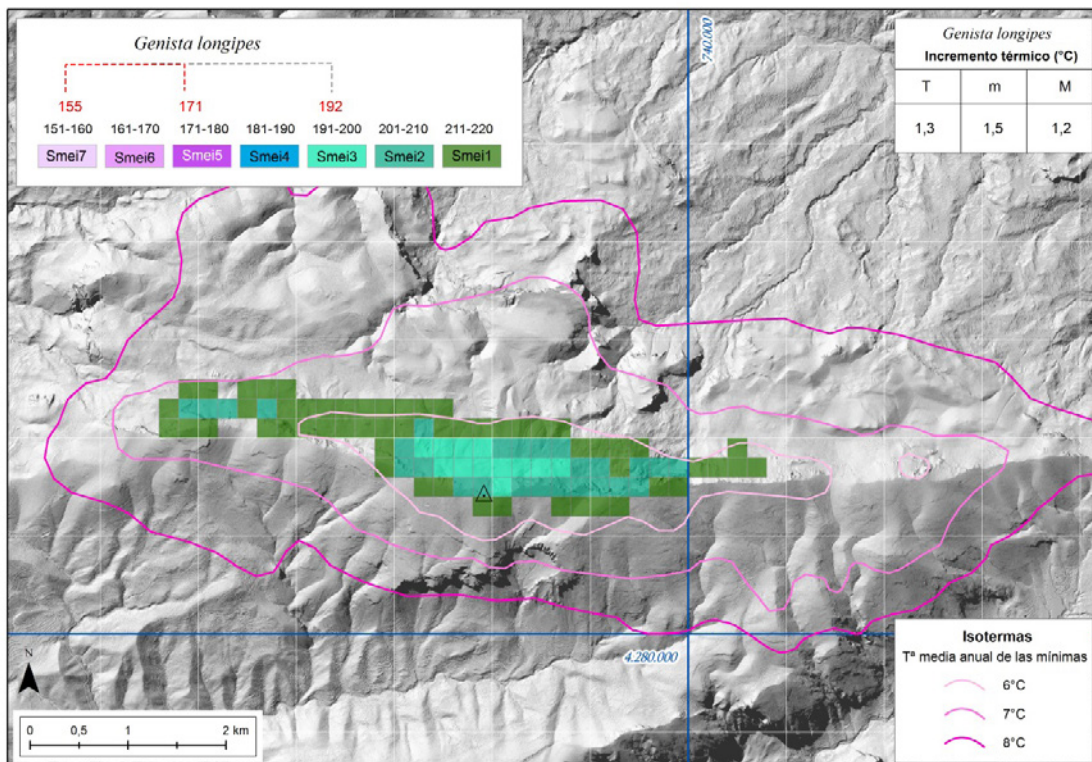 Genista longipes
155 171 192
151-160 161-170 171-180 181-190 191-200 201-210 211-220
Smei7 Smei6 Smei5 Smei4 Smei3 Smei2 Smei1
740.000
Genista longipes
Incremento térmico (°C)
T m M
1,3 1,5 1,2
4.280.000
N
0 0,5 1 2 km
Isotermas
Tª media anual de las mínimas
6°C
7°C
8°C